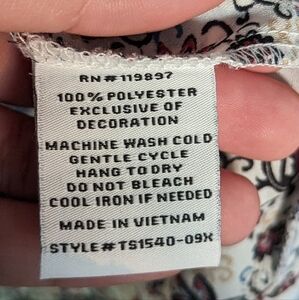 RN# 119897
100% POLYESTER
EXCLUSIVE OF
DECORATION
MACHINE WASH COLD
GENTLE CYCLE
HANG TO DRY
DO NOT BLEACH
COOL IRON IF NEEDED
MADE IN VIETNAM
STYLE#TS1540-09X